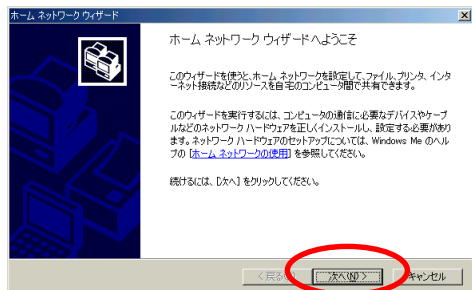 ホーム ネットワーク ウィザード
ホーム ネットワーク ウィザードへようこそ
このウィザードを使うと、ホーム ネットワークを設定して、ファイル、プリンタ、インタ
ーネット接続などのリソースを自宅のコンピュータ間で共有できます。
このウィザードを実行するには、コンピュータの通信に必要なデバイスやケーブ
ルなどのネットワーク ハードウェアを正しくインストールし、設定する必要があり
ます。ネットワーク ハードウェアのセットアップについては、Windows Me のヘル
プの [ホーム ネットワークの使用] を参照してください。
続けるには、[次へ] をクリックしてください。
< 戻る 次へ(N) > キャンセル